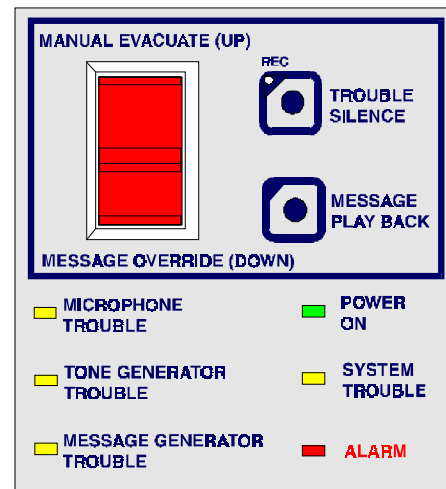 MANUAL EVACUATE (UP)
REC
TROUBLE
SILENCE
MESSAGE
PLAY BACK
MESSAGE OVERRIDE (DOWN)
MICROPHONE
TROUBLE
POWER
ON
TONE GENERATOR
TROUBLE
SYSTEM
TROUBLE
MESSAGE GENERATOR
TROUBLE
ALARM